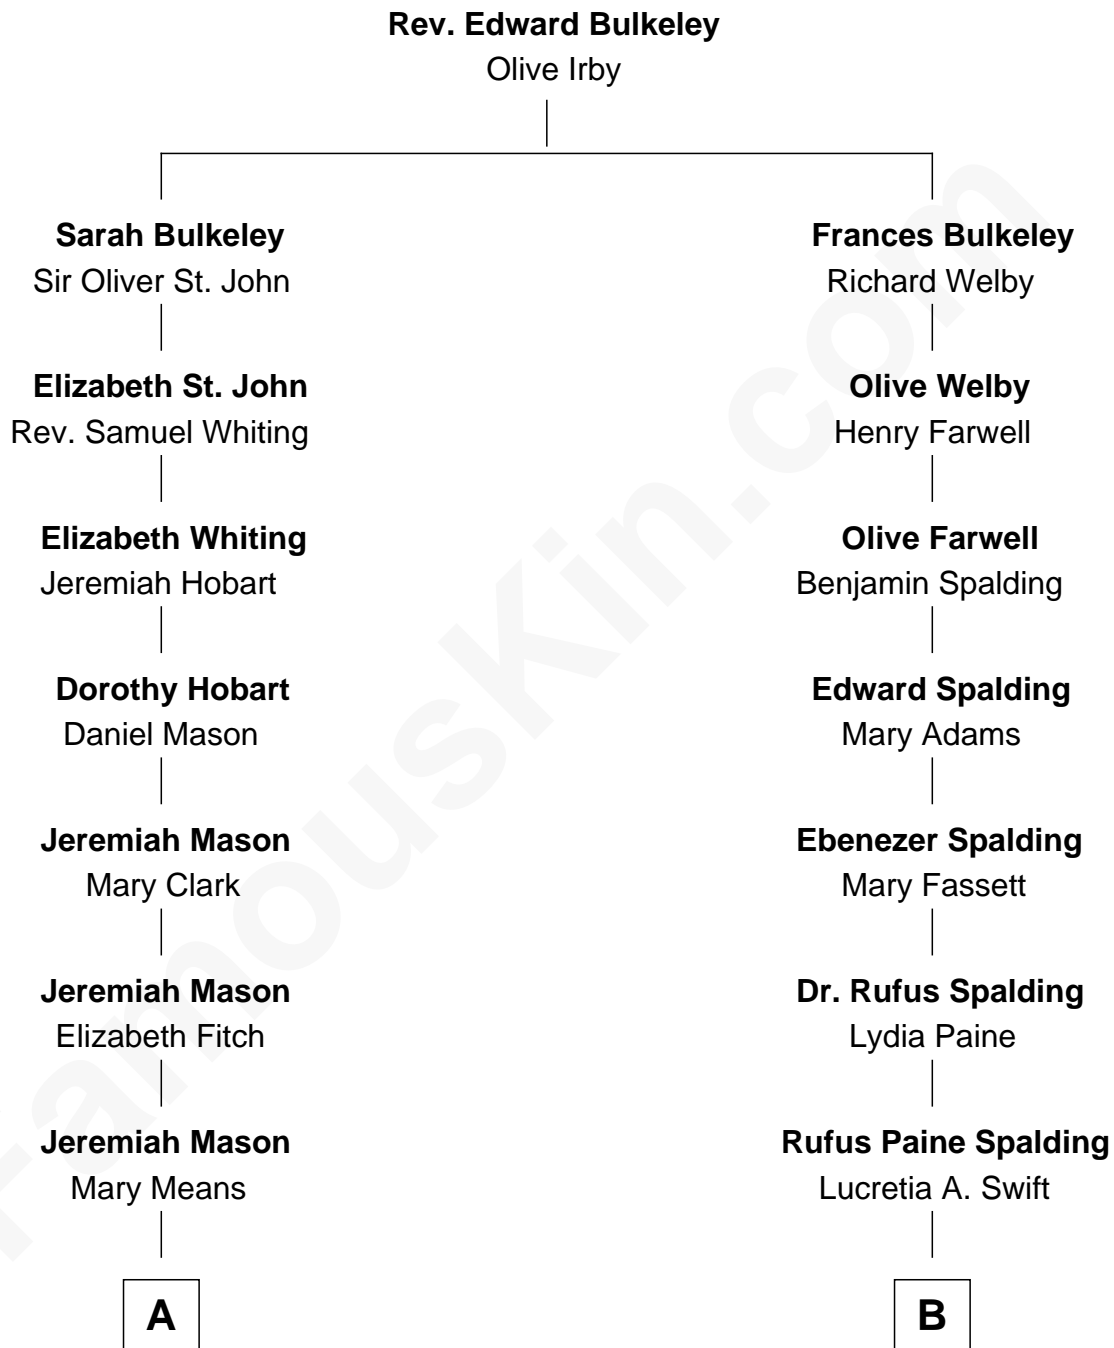 Rev. Edward Bulkeley
Olive Irby
Sarah Bulkeley
Sir Oliver St. John
Frances Bulkeley
Richard Welby
Elizabeth St. John
Rev. Samuel Whiting
Olive Welby
Henry Farwell
Elizabeth Whiting
Jeremiah Hobart
Olive Farwell
Benjamin Spalding
Dorothy Hobart
Daniel Mason
Edward Spalding
Mary Adams
Jeremiah Mason
Mary Clark
Ebenezer Spalding
Mary Fassett
Jeremiah Mason
Elizabeth Fitch
Dr. Rufus Spalding
Lydia Paine
Jeremiah Mason
Mary Means
Rufus Paine Spalding
Lucretia A. Swift
A
B
FamousKin.com